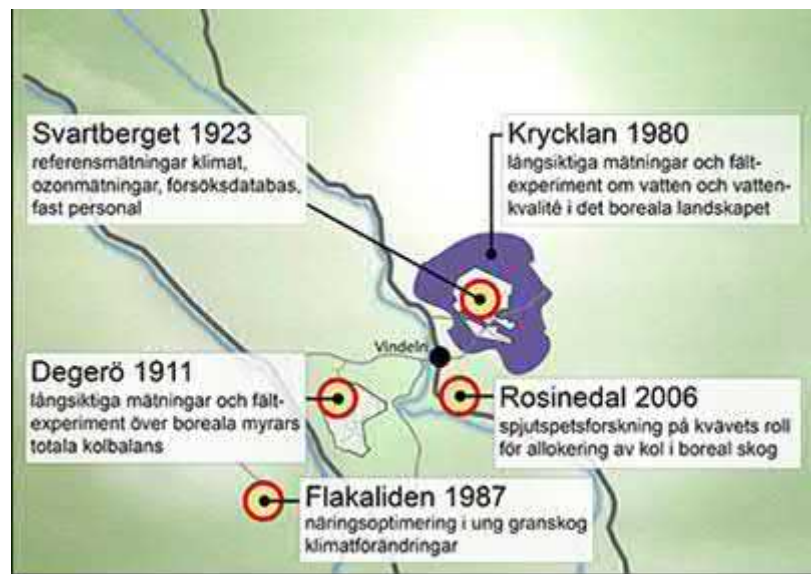 Svartberget 1923
referensmätningar klimat,
ozonmätningar, försöksdatabas,
fast personal
Krycklan 1980
långsiktiga mätningar och fält-
experiment om vatten och vatten-
kvalité i det boreala landskapet
Vindeln
Degerö 1911
långsiktiga mätningar och fält-
experiment över boreala myrars
totala kolbalans
Rosinedal 2006
spjutspetsforskning på kvävets roll
för allokering av kol i boreal skog
Flakaliden 1987
näringsoptimering i ung granskog
klimatförändringar